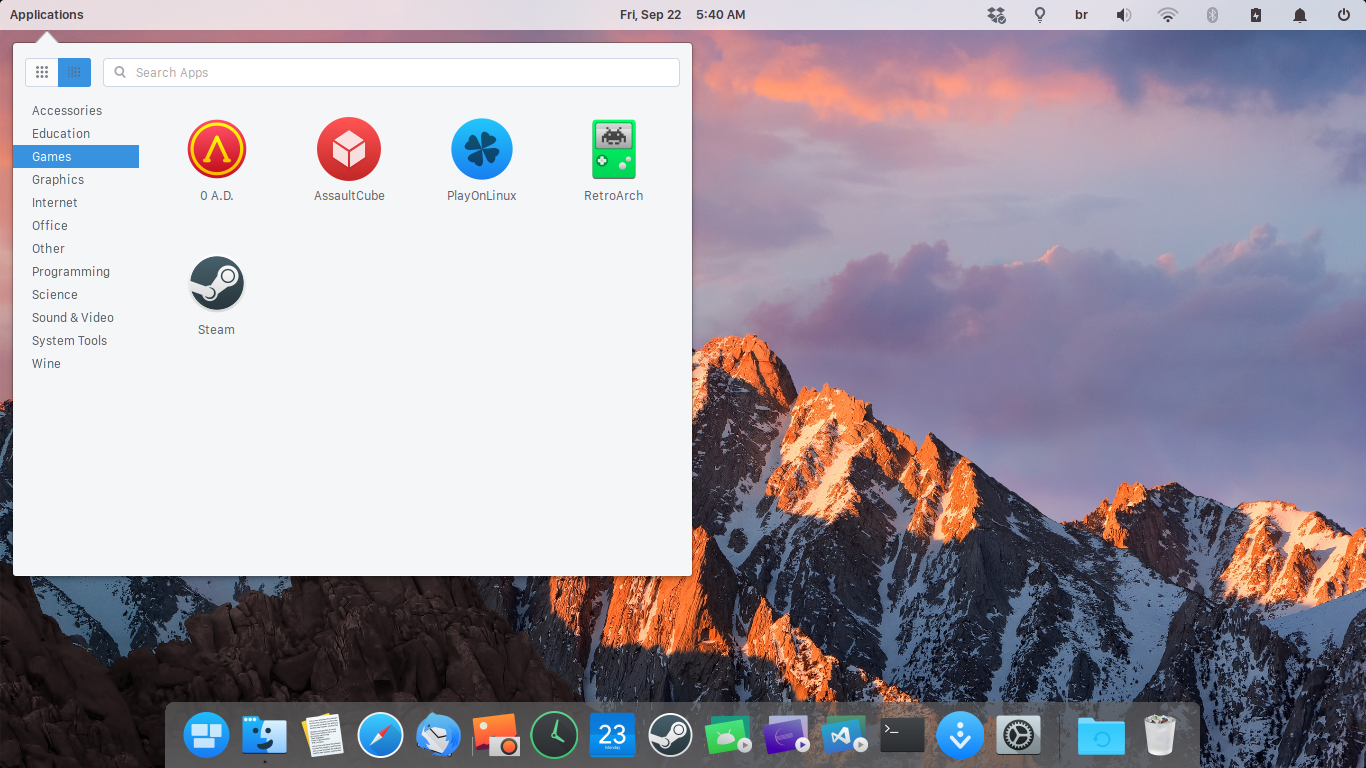 Applications
Fri, Sep 22 5:40 AM
br
Search Apps
Accessories
Education
Games
Graphics
Internet
Office
Other
Programming
Science
Sound & Video
System Tools
Wine
0 A.D.
AssaultCube
PlayOnLinux
RetroArch
Steam
23
Monday
>_